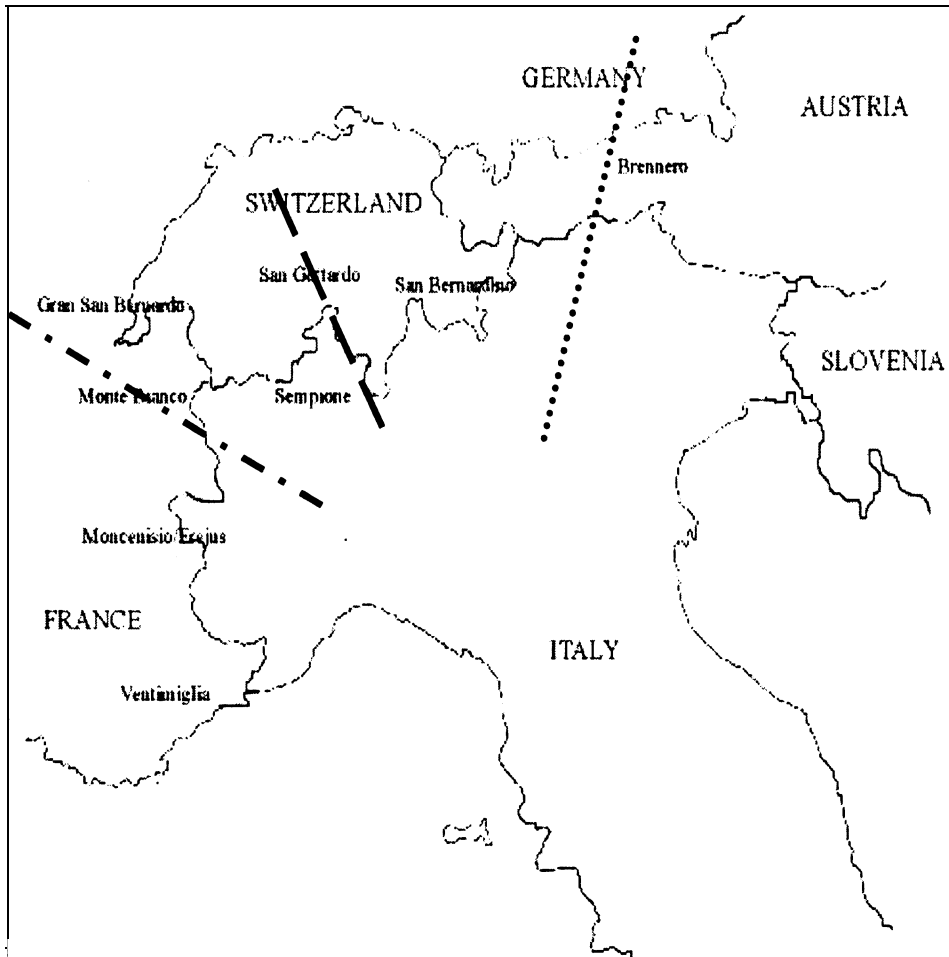 GERMANY
AUSTRIA
Brennero
SWITZERLAND
San Gottardo
San Bernardino
Gran San Bernardo
SLOVENIA
Monte Bianco
Sempione
Moncenisio/Frejus
FRANCE
ITALY
Ventimiglia